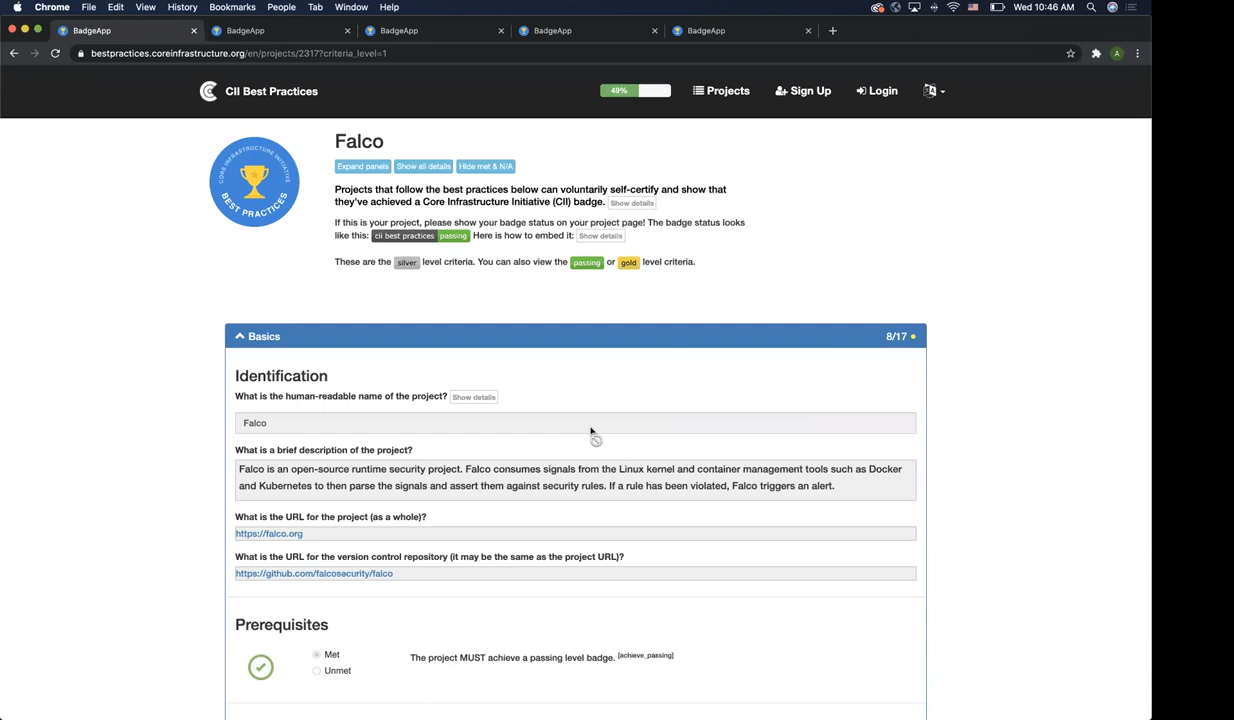 Chrome File Edit View History Bookmarks People Tab Window Help Wed 10:46 AM
BadgeApp BadgeApp BadgeApp BadgeApp BadgeApp
bestpractices.coreinfrastructure.org/en/projects/2317?criteria_level=1
A
CII Best Practices 49% Projects Sign Up Login
CORE INFRASTRUCTURE INITIATIVE
BEST PRACTICES
Falco
Expand panels Show all details Hide met & N/A
Projects that follow the best practices below can voluntarily self-certify and show that
they've achieved a Core Infrastructure Initiative (CII) badge. Show details
If this is your project, please show your badge status on your project page! The badge status looks
like this: cii best practices passing Here is how to embed it: Show details
These are the silver level criteria. You can also view the passing or gold level criteria.
Basics 8/17
Identification
What is the human-readable name of the project? Show details
Falco
What is a brief description of the project?
Falco is an open-source runtime security project. Falco consumes signals from the Linux kernel and container management tools such as Docker
and Kubernetes to then parse the signals and assert them against security rules. If a rule has been violated, Falco triggers an alert.
What is the URL for the project (as a whole)?
https://falco.org
What is the URL for the version control repository (it may be the same as the project URL)?
https://github.com/falcosecurity/falco
Prerequisites
Met
The project MUST achieve a passing level badge. [achieve_passing]
Unmet